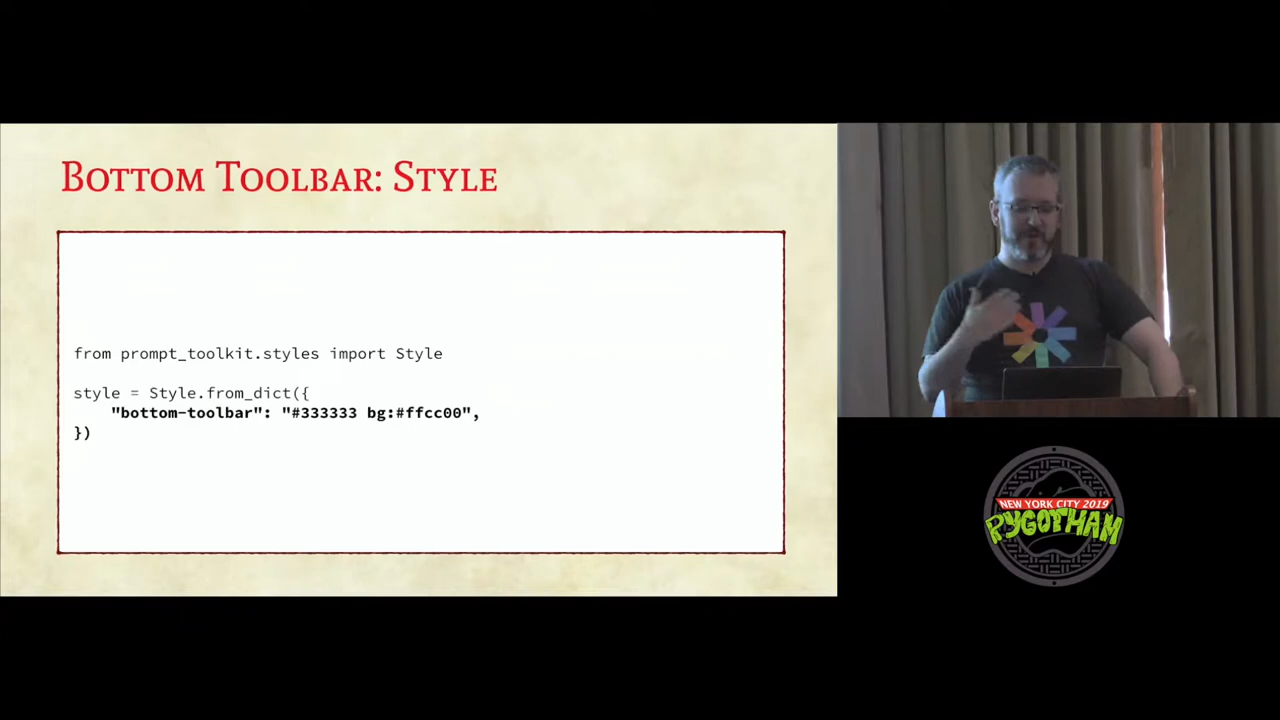 Bottom Toolbar: Style
from prompt_toolkit.styles import Style
style = Style.from_dict({
    "bottom-toolbar": "#333333 bg:#ffcc00",
})
NEW YORK CITY 2019
PYGOTHAM